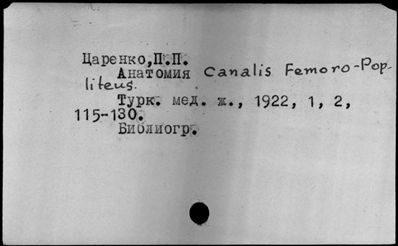 Царенко,П.П.
Анатомия Canalis Femoro-Pop-
liteus.
Турк. мед. ж., 1922, 1, 2,
115-130.
Библиогр.